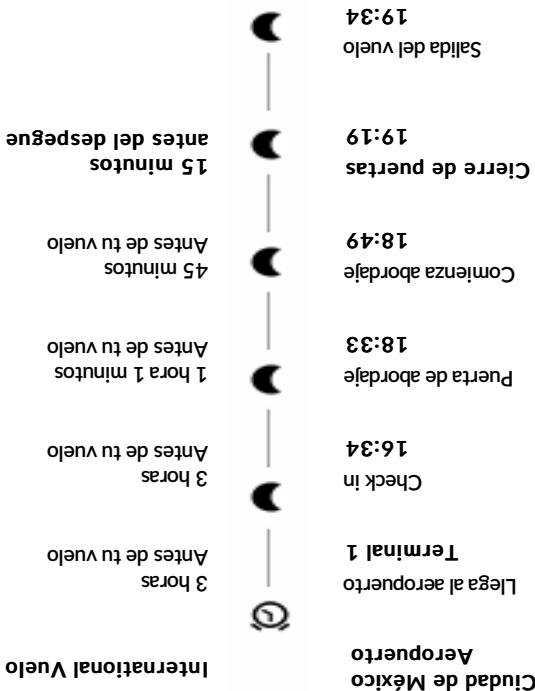 Ciudad de México
Aeropuerto
International Vuelo
Llega al aeropuerto
Terminal 1
3 horas
Antes de tu vuelo
Check in
16:34
3 horas
Antes de tu vuelo
Puerta de abordaje
18:33
1 hora 1 minutos
Antes de tu vuelo
Comienza abordaje
18:49
45 minutos
Antes de tu vuelo
Cierre de puertas
19:19
15 minutos
antes del despegue
Salida del vuelo
19:34